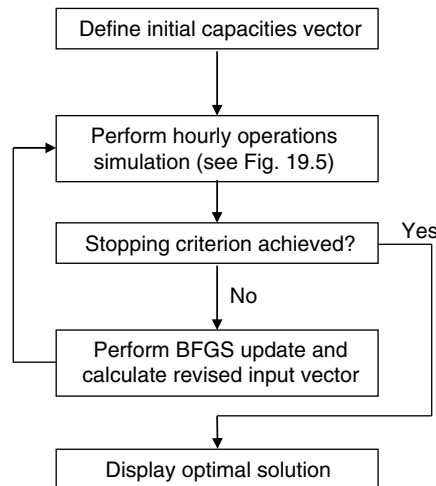 Define initial capacities vector
Perform hourly operations
simulation (see Fig. 19.5)
Stopping criterion achieved?
Yes
No
Perform BFGS update and
calculate revised input vector
Display optimal solution